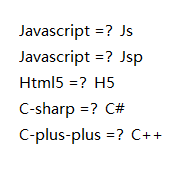 Javascript =? Js
Javascript =? Jsp
Html5 =? H5
C-sharp =? C#
C-plus-plus =? C++